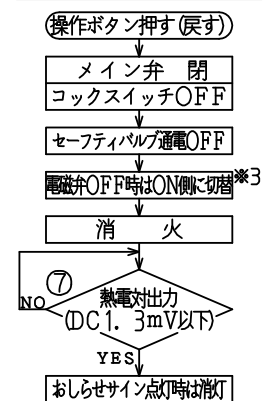 操作ボタン押す(戻す)
メイン弁 閉
コックスイッチOFF
セーフティバルブ通電OFF
電磁弁OFF時はON側に切替※3
消 火
⑦
熱電対出力
NO
(DC1.3mV以下)
YES
おしらせサイン点灯時は消灯